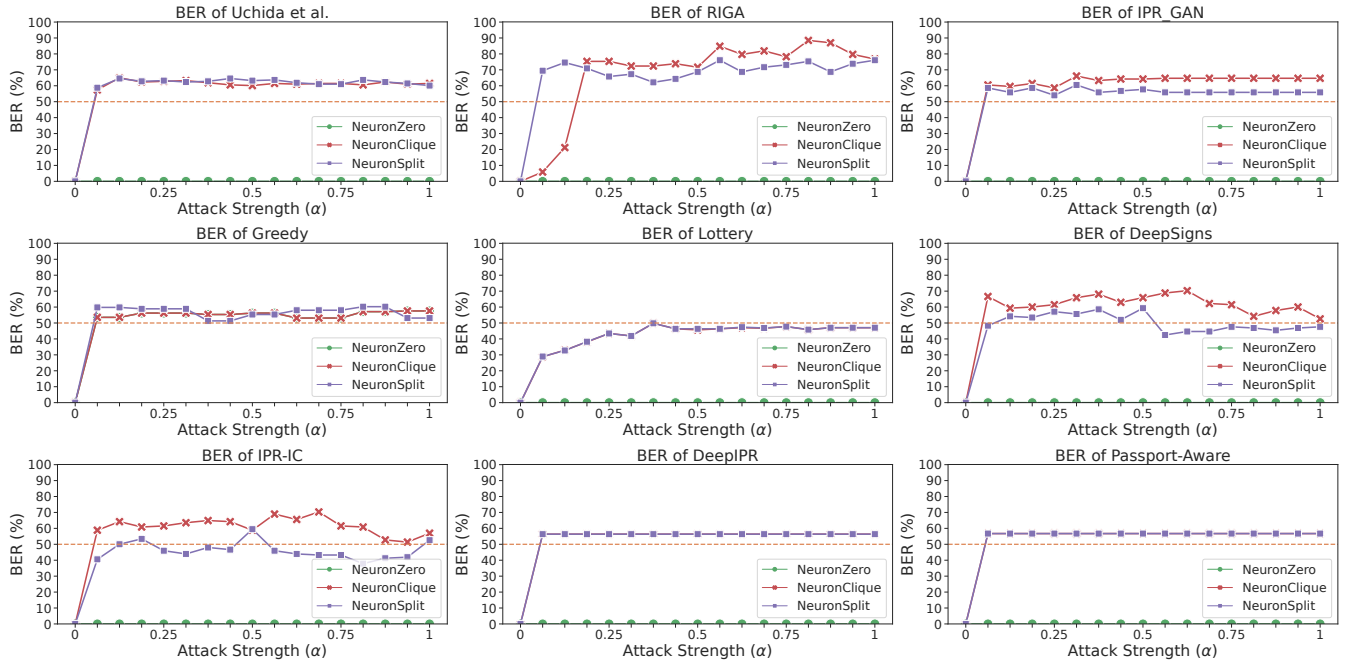 BER of Uchida et al.
BER (%)
100
90
80
70
60
50
40
30
20
10
0
NeuronZero
NeuronClique
NeuronSplit
0 0.25 0.5 0.75 1
Attack Strength (α)
BER of RIGA
BER (%)
100
90
80
70
60
50
40
30
20
10
0
NeuronZero
NeuronClique
NeuronSplit
0 0.25 0.5 0.75 1
Attack Strength (α)
BER of IPR_GAN
BER (%)
100
90
80
70
60
50
40
30
20
10
0
NeuronZero
NeuronClique
NeuronSplit
0 0.25 0.5 0.75 1
Attack Strength (α)
BER of Greedy
BER (%)
100
90
80
70
60
50
40
30
20
10
0
NeuronZero
NeuronClique
NeuronSplit
0 0.25 0.5 0.75 1
Attack Strength (α)
BER of Lottery
BER (%)
100
90
80
70
60
50
40
30
20
10
0
NeuronZero
NeuronClique
NeuronSplit
0 0.25 0.5 0.75 1
Attack Strength (α)
BER of DeepSigns
BER (%)
100
90
80
70
60
50
40
30
20
10
0
NeuronZero
NeuronClique
NeuronSplit
0 0.25 0.5 0.75 1
Attack Strength (α)
BER of IPR-IC
BER (%)
100
90
80
70
60
50
40
30
20
10
0
NeuronZero
NeuronClique
NeuronSplit
0 0.25 0.5 0.75 1
Attack Strength (α)
BER of DeepIPR
BER (%)
100
90
80
70
60
50
40
30
20
10
0
NeuronZero
NeuronClique
NeuronSplit
0 0.25 0.5 0.75 1
Attack Strength (α)
BER of Passport-Aware
BER (%)
100
90
80
70
60
50
40
30
20
10
0
NeuronZero
NeuronClique
NeuronSplit
0 0.25 0.5 0.75 1
Attack Strength (α)